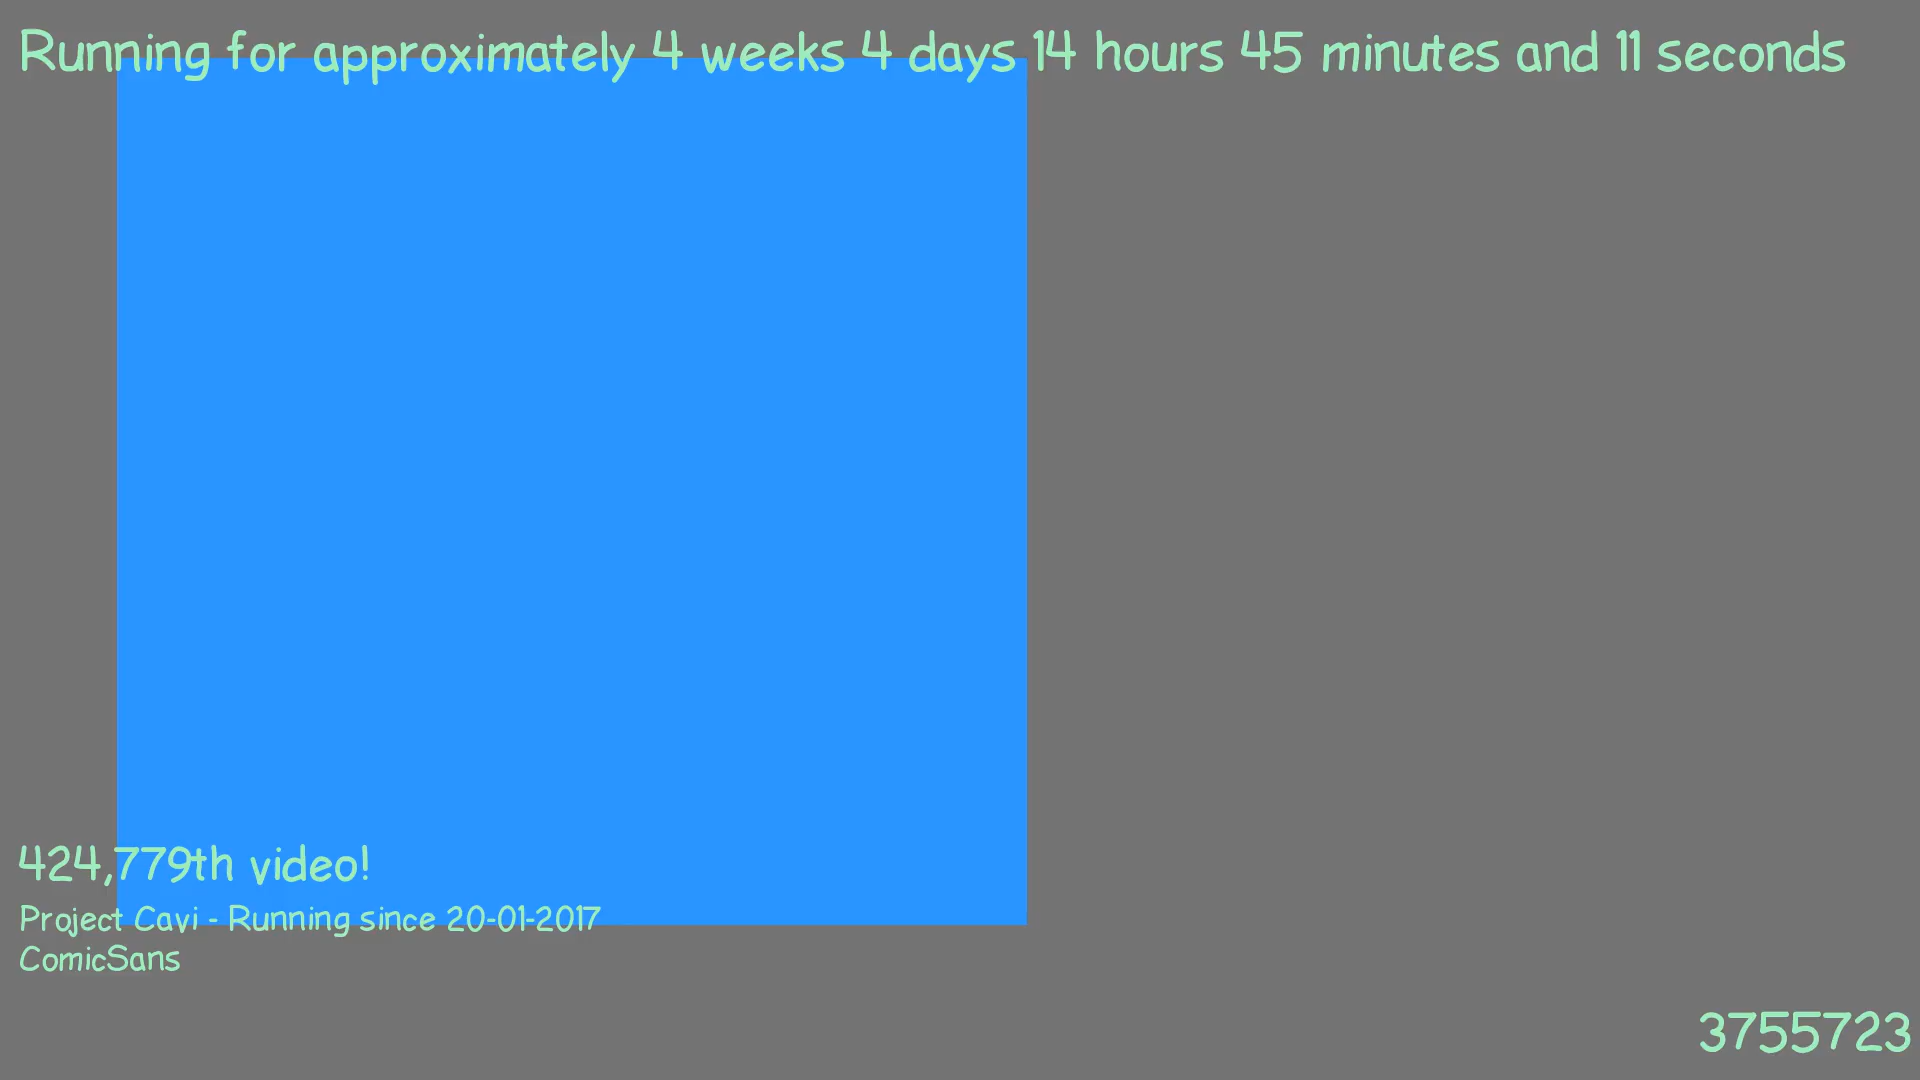 Running for approximately 4 weeks 4 days 14 hours 45 minutes and 11 seconds
424,779th video!
Project Cavi - Running since 20-01-2017
ComicSans
3755723